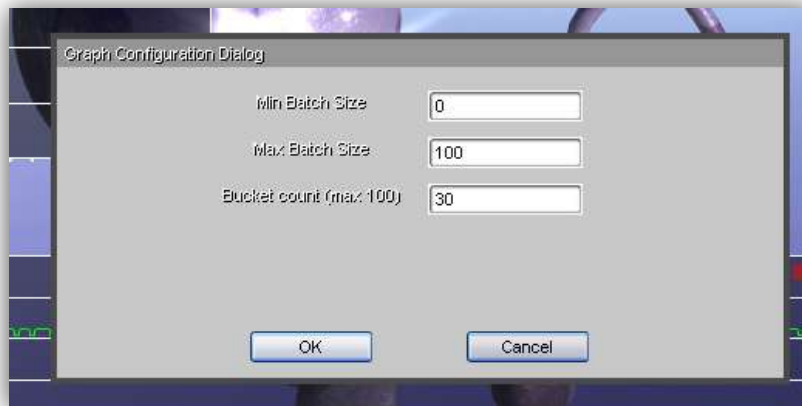 Graph Configuration Dialog
Min Batch Size 0
Max Batch Size 100
Bucket count (max 100) 30
OK Cancel